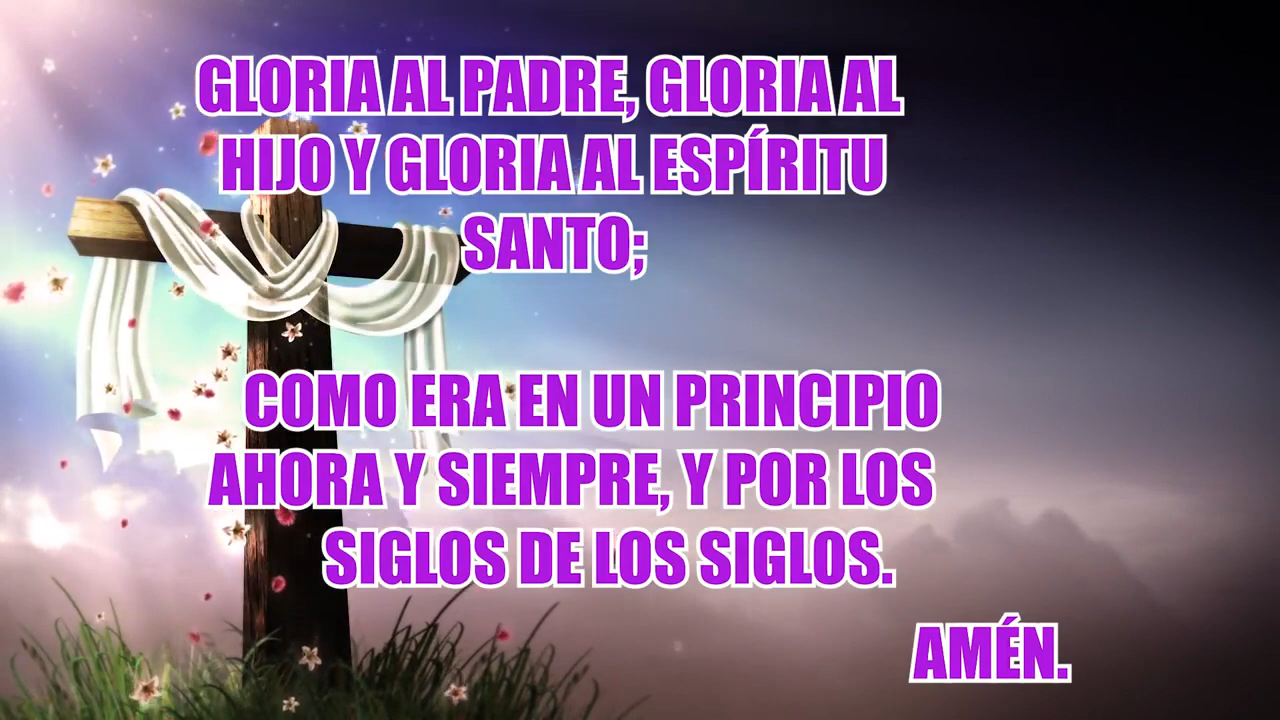 GLORIA AL PADRE, GLORIA AL
HIJO Y GLORIA AL ESPÍRITU
SANTO;
COMO ERA EN UN PRINCIPIO
AHORA Y SIEMPRE, Y POR LOS
SIGLOS DE LOS SIGLOS.
AMÉN.